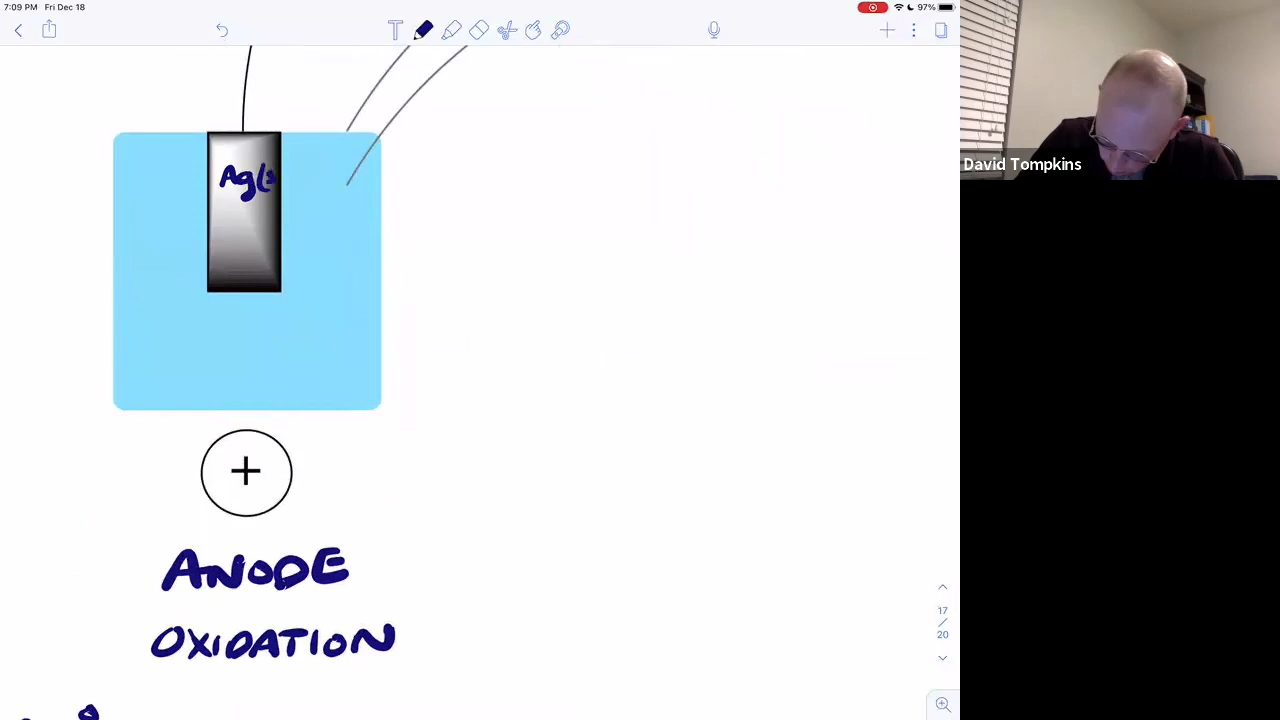 7:09 PM Fri Dec 18
97%
T
David Tompkins
Ag(s
+
ANODE
OXIDATION
17
/
20